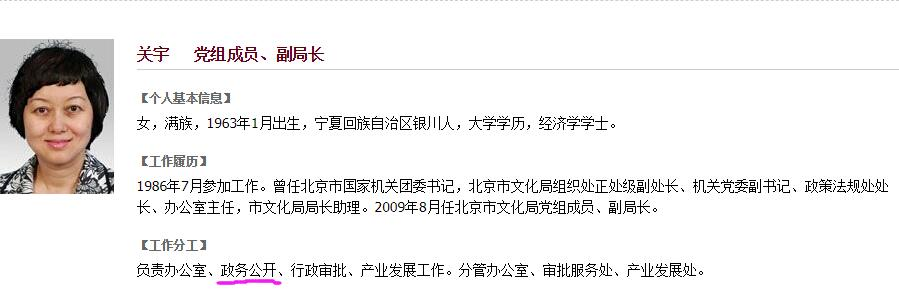 关宇 党组成员、副局长
【个人基本信息】
女，满族，1963年1月出生，宁夏回族自治区银川人，大学学历，经济学学士。
【工作履历】
1986年7月参加工作。曾任北京市国家机关团委书记，北京市文化局组织处正处级副处长、机关党委副书记、政策法规处处
长、办公室主任，市文化局局长助理。2009年8月任北京市文化局党组成员、副局长。
【工作分工】
负责办公室、政务公开、行政审批、产业发展工作。分管办公室、审批服务处、产业发展处。